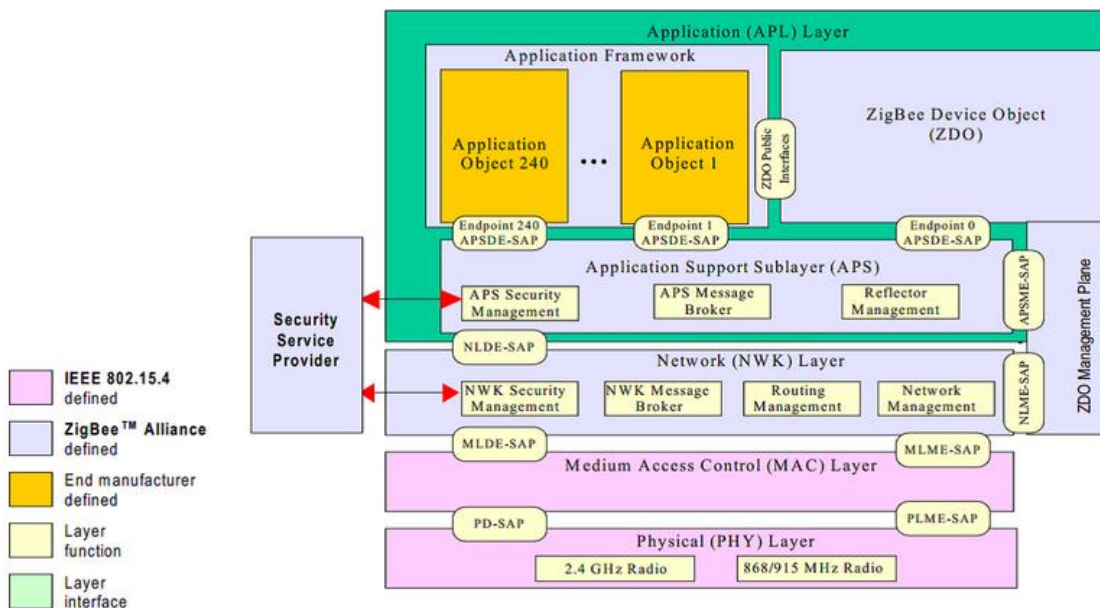 Application (APL) Layer
Application Framework
Application
Object 240
...
Application
Object 1
ZDO Public
Interfaces
ZigBee Device Object
(ZDO)
Endpoint 240
APSDE-SAP
Endpoint 1
APSDE-SAP
Endpoint 0
APSDE-SAP
Application Support Sublayer (APS)
APS Security
Management
APS Message
Broker
Reflector
Management
APSME-SAP
Security
Service
Provider
NLDE-SAP
Network (NWK) Layer
NWK Security
Management
NWK Message
Broker
Routing
Management
Network
Management
NLME-SAP
ZDO Management Plane
MLDE-SAP
MLME-SAP
Medium Access Control (MAC) Layer
PD-SAP
PLME-SAP
Physical (PHY) Layer
2.4 GHz Radio
868/915 MHz Radio
IEEE 802.15.4
defined
ZigBee™ Alliance
defined
End manufacturer
defined
Layer
function
Layer
interface